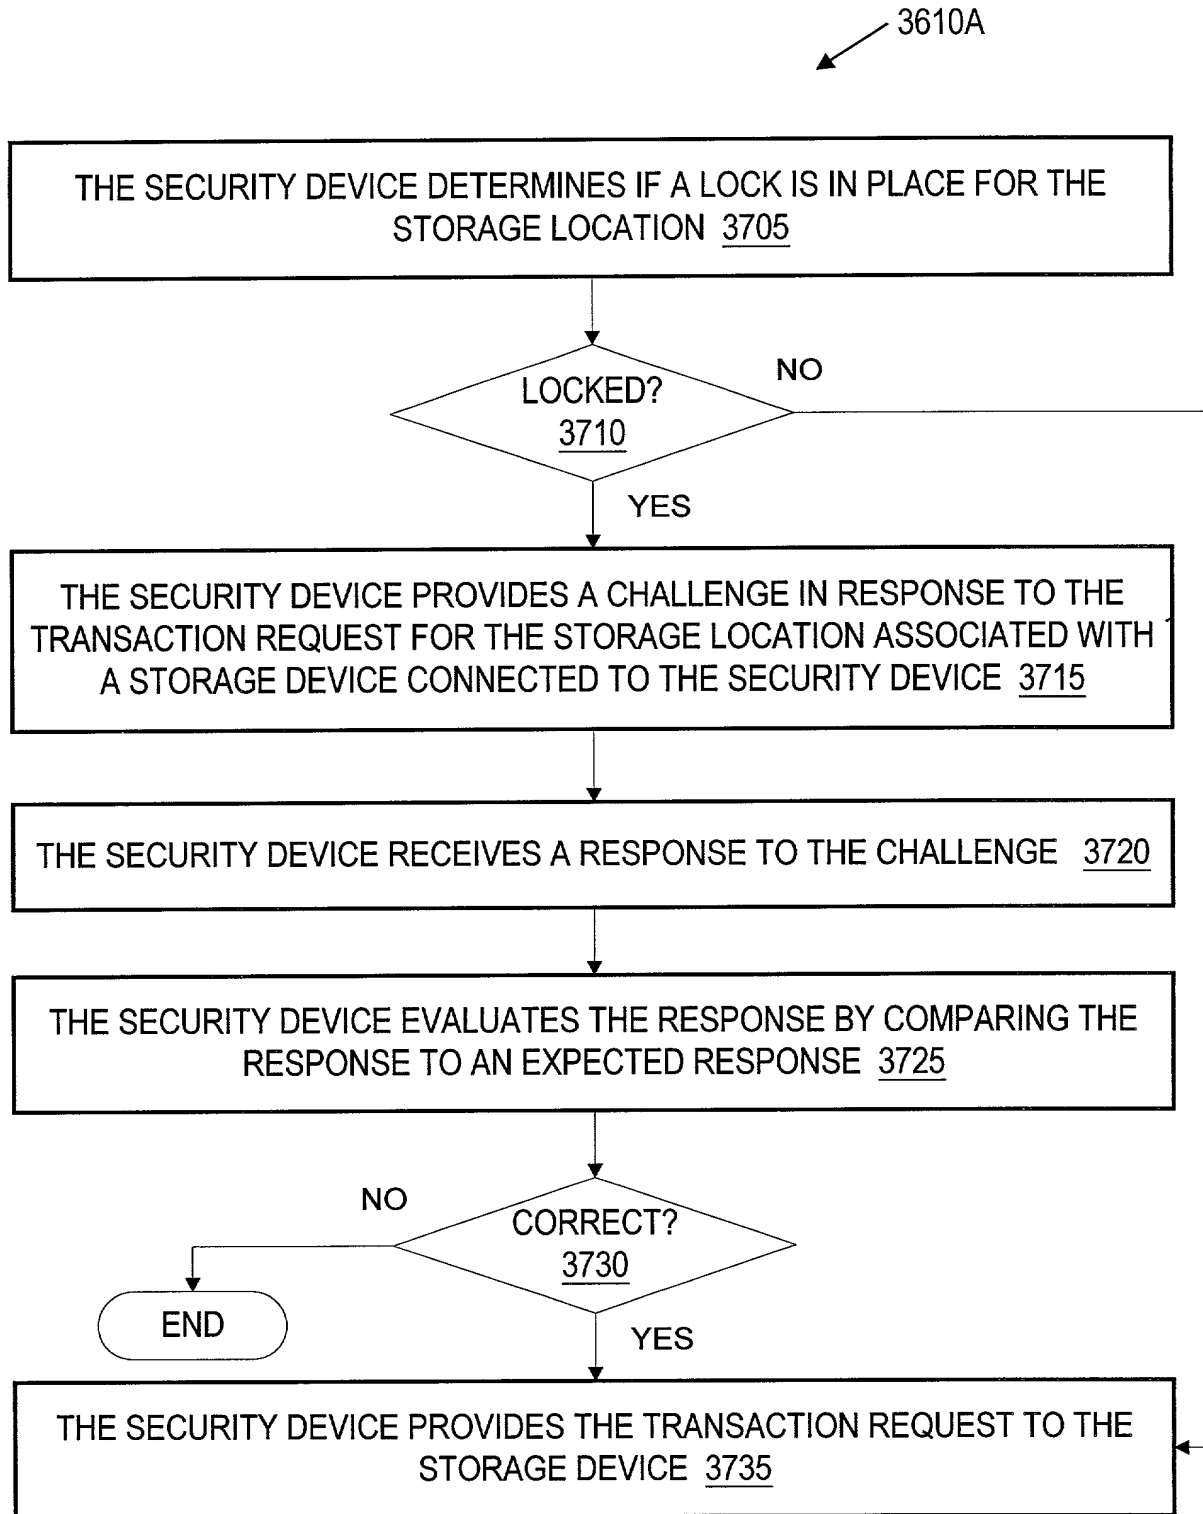 3610A
THE SECURITY DEVICE DETERMINES IF A LOCK IS IN PLACE FOR THE
STORAGE LOCATION 3705
LOCKED?
3710
NO
YES
THE SECURITY DEVICE PROVIDES A CHALLENGE IN RESPONSE TO THE
TRANSACTION REQUEST FOR THE STORAGE LOCATION ASSOCIATED WITH
A STORAGE DEVICE CONNECTED TO THE SECURITY DEVICE 3715
THE SECURITY DEVICE RECEIVES A RESPONSE TO THE CHALLENGE 3720
THE SECURITY DEVICE EVALUATES THE RESPONSE BY COMPARING THE
RESPONSE TO AN EXPECTED RESPONSE 3725
NO
CORRECT?
3730
END
YES
THE SECURITY DEVICE PROVIDES THE TRANSACTION REQUEST TO THE
STORAGE DEVICE 3735